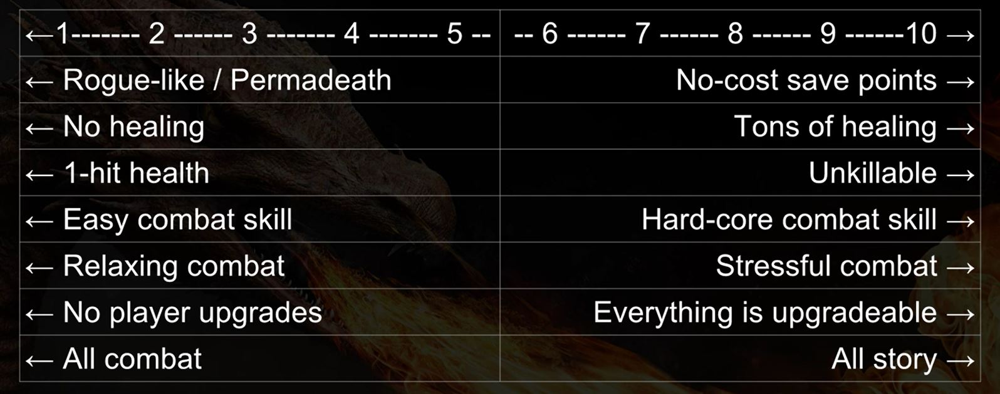 ←1------- 2 ------ 3 ------- 4 ------- 5 -- -- 6 ------ 7 ------ 8 ------ 9 ------10 →
← Rogue-like / Permadeath No-cost save points →
← No healing Tons of healing →
← 1-hit health Unkillable →
← Easy combat skill Hard-core combat skill →
← Relaxing combat Stressful combat →
← No player upgrades Everything is upgradeable →
← All combat All story →